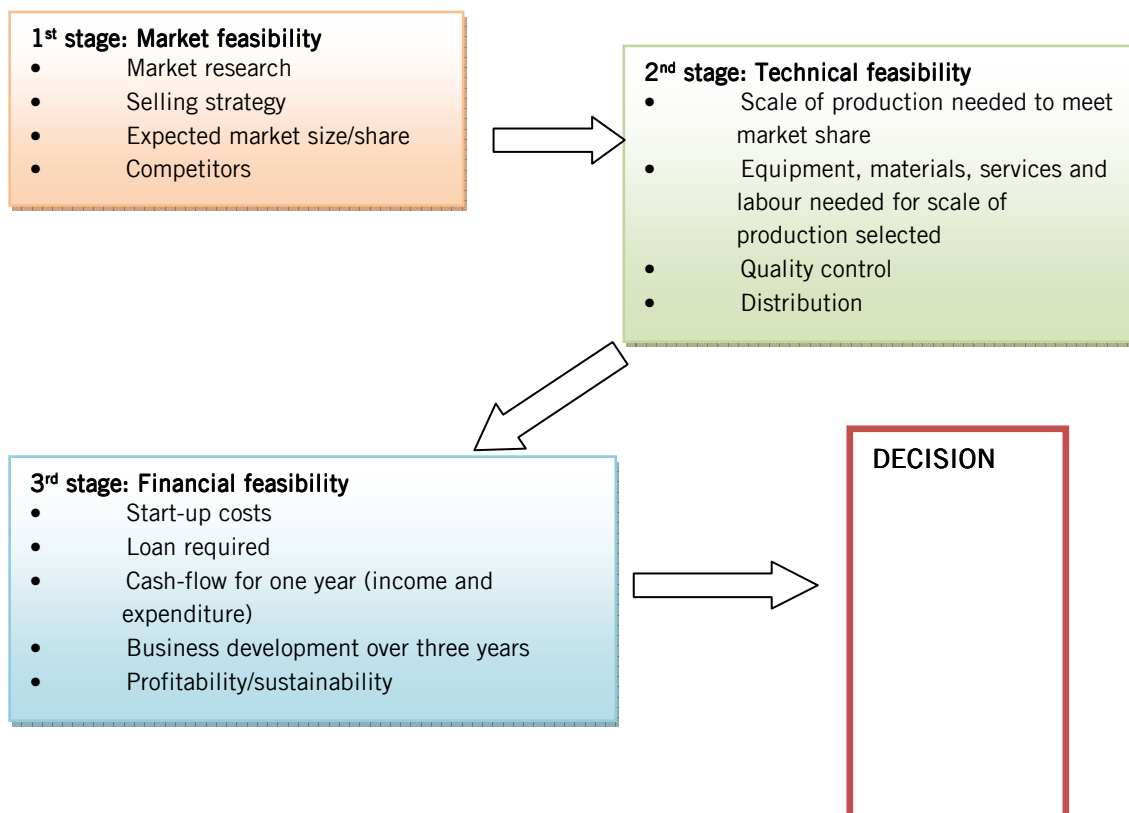 1st stage: Market feasibility
• Market research
• Selling strategy
• Expected market size/share
• Competitors
2nd stage: Technical feasibility
• Scale of production needed to meet
market share
• Equipment, materials, services and
labour needed for scale of
production selected
• Quality control
• Distribution
3rd stage: Financial feasibility
• Start-up costs
• Loan required
• Cash-flow for one year (income and
expenditure)
• Business development over three years
• Profitability/sustainability
DECISION